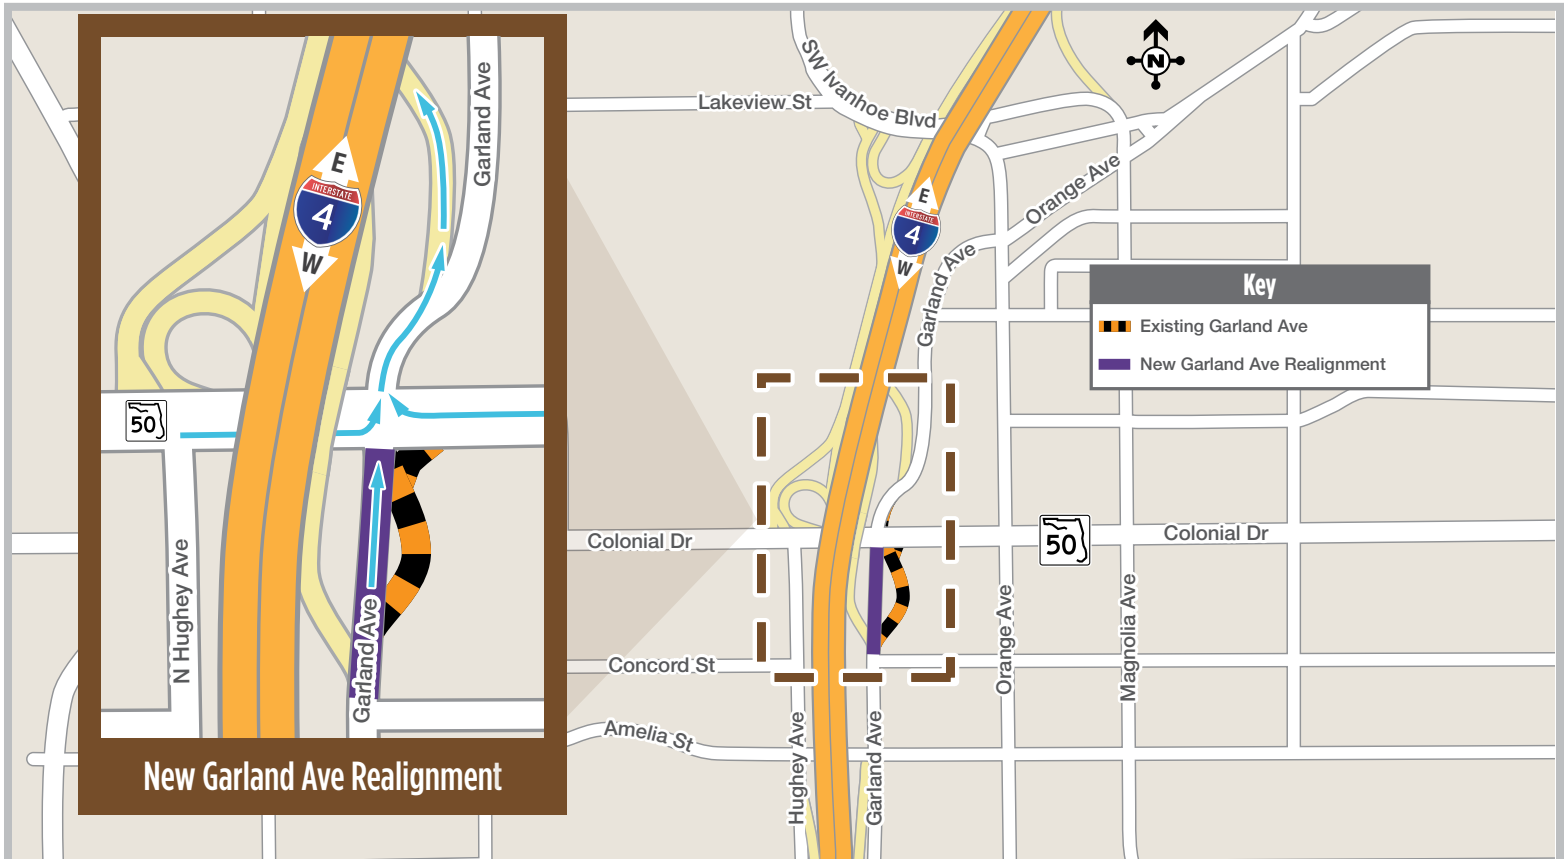 Garland Ave
E
INTERSTATE
4
W
50
N Hughey Ave
Garland Ave
New Garland Ave Realignment
SW Ivanhoe Blvd
Lakeview St
N
Orange Ave
E
INTERSTATE
4
W
Garland Ave
Key
Existing Garland Ave
New Garland Ave Realignment
Colonial Dr
50
Colonial Dr
Concord St
Orange Ave
Magnolia Ave
Amelia St
Hughey Ave
Garland Ave